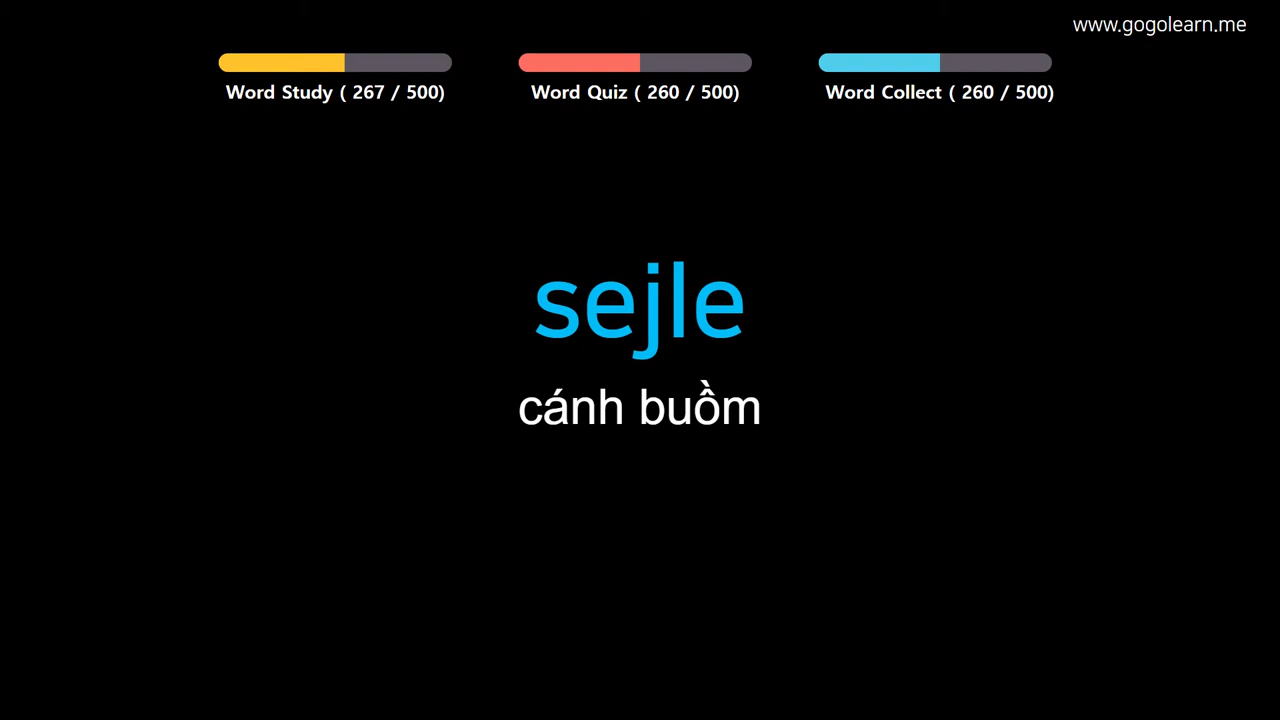 www.gogolearn.me
Word Study ( 267 / 500)
Word Quiz ( 260 / 500)
Word Collect ( 260 / 500)
sejle
cánh buồm